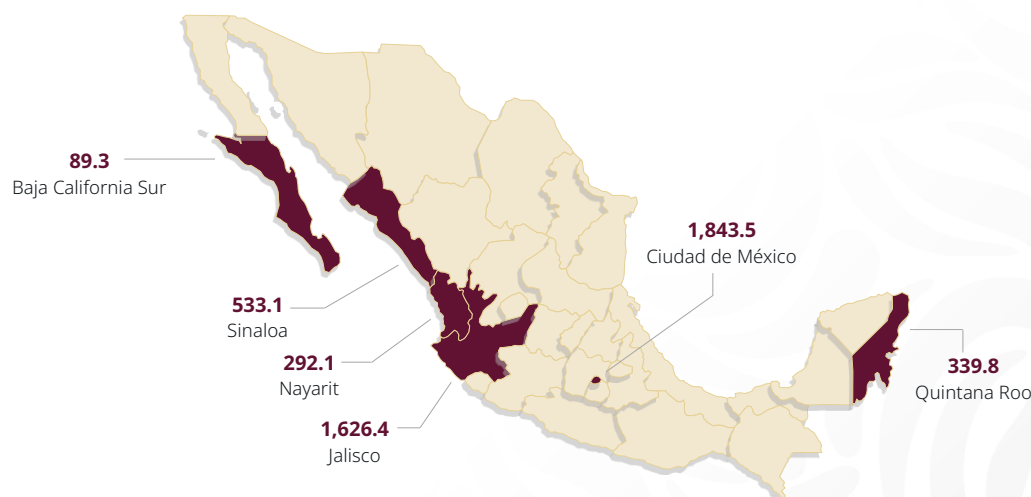 89.3
Baja California Sur
533.1
Sinaloa
292.1
Nayarit
1,626.4
Jalisco
1,843.5
Ciudad de México
339.8
Quintana Roo